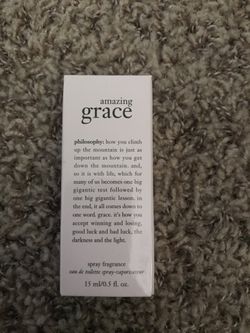 amazing
grace
philosophy: how you climb
up the mountain is just as
important as how you get
down the mountain. and,
so it is with life, which for
many of us becomes one big
gigantic test followed by
one big gigantic lesson. in
the end, it all comes down to
one word. grace. it's how you
accept winning and losing,
good luck and bad luck, the
darkness and the light.
spray fragrance
eau de toilette spray-vaporisateur
15 ml/0.5 fl. oz.